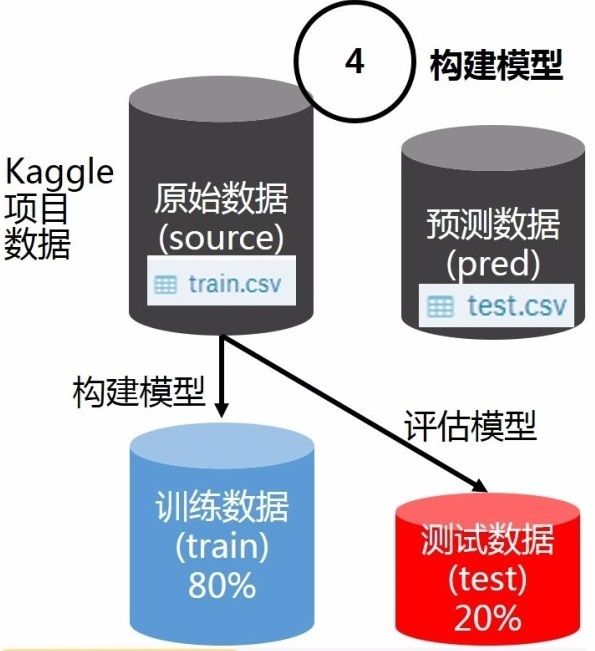 4
构建模型
Kaggle
项目
数据
原始数据
(source)
train.csv
预测数据
(pred)
test.csv
构建模型
评估模型
训练数据
(train)
80%
测试数据
(test)
20%